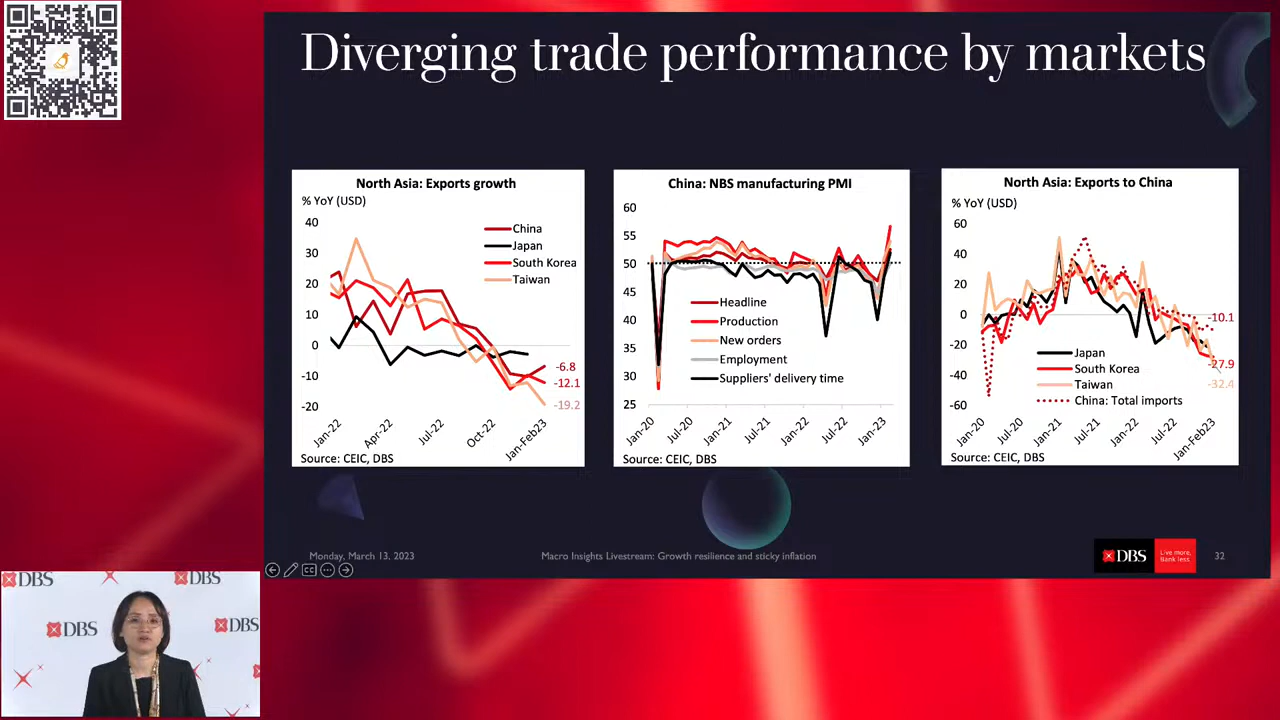 Diverging trade performance by markets
North Asia: Exports growth
% YoY (USD)
40
30
20
10
0
-10
-20
China
Japan
South Korea
Taiwan
-6.8
-12.1
-19.2
Jan-22
Apr-22
Jul-22
Oct-22
Jan-Feb23
Source: CEIC, DBS
China: NBS manufacturing PMI
60
55
50
45
40
35
30
25
Headline
Production
New orders
Employment
Suppliers' delivery time
Jan-20
Jul-20
Jan-21
Jul-21
Jan-22
Jul-22
Jan-23
Source: CEIC, DBS
North Asia: Exports to China
% YoY (USD)
60
40
20
0
-20
-40
-60
Japan
South Korea
Taiwan
China: Total imports
-10.1
-27.9
-32.4
Jan-20
Jul-20
Jan-21
Jul-21
Jan-22
Jul-22
Jan-Feb23
Source: CEIC, DBS
Monday, March 13, 2023
Macro Insights Livestream: Growth resilience and sticky inflation
DBS
Live more,
Bank less
32
CC
DBS
DBS
DBS
DBS